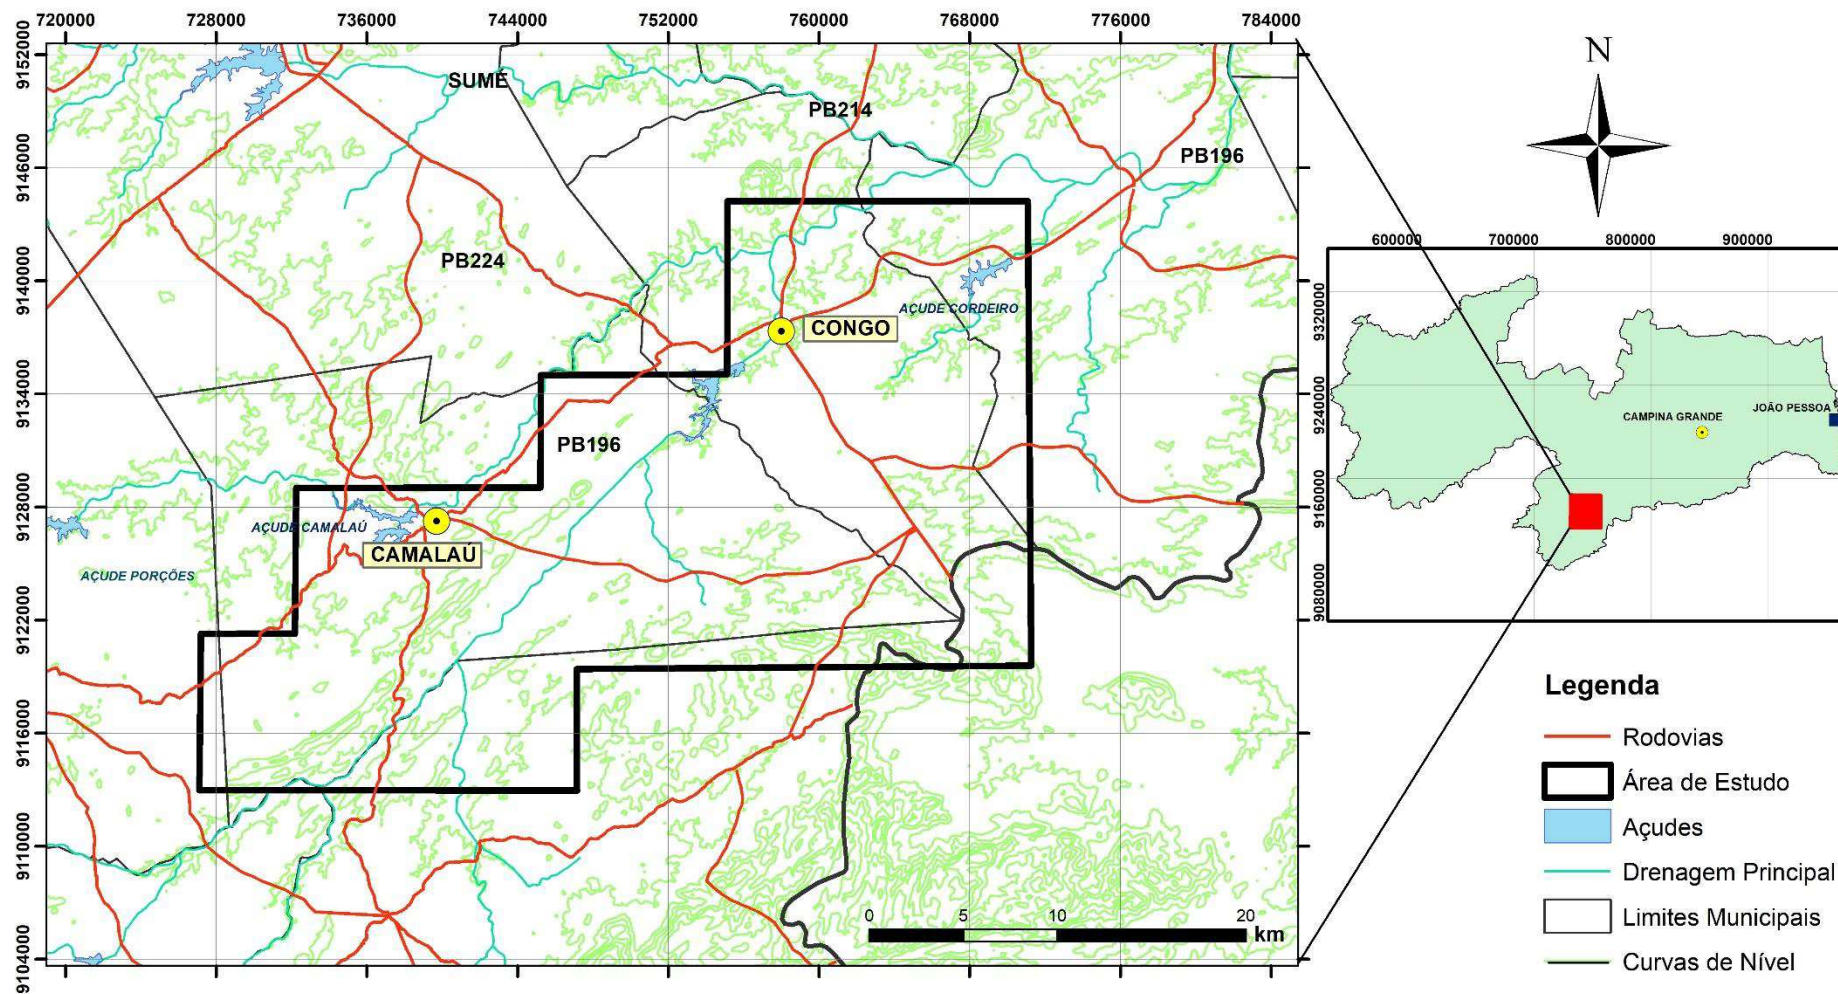 720000 728000 736000 744000 752000 760000 768000 776000 784000
9152000
9146000
9140000
9134000
9128000
9122000
9116000
9110000
9104000
SUMÉ
PB214
PB196
PB224
AÇUDE CORDEIRO
CONGO
PB196
AÇUDE CAMALAÚ
CAMALAÚ
AÇUDE PORÇÕES
0 5 10 20
km
N
600000 700000 800000 900000
9320000
9240000
9160000
9080000
CAMPINA GRANDE
JOÃO PESSOA
Legenda
Rodovias
Área de Estudo
Açudes
Drenagem Principal
Limites Municipais
Curvas de Nível